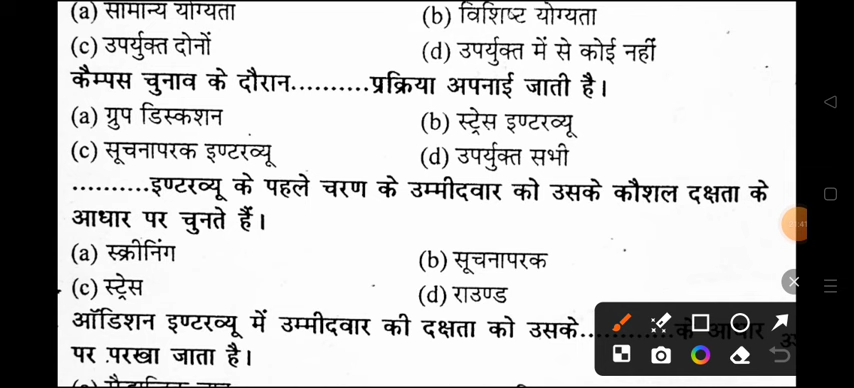 (a) सामान्य योग्यता (b) विशिष्ट योग्यता
(c) उपर्युक्त दोनों (d) उपर्युक्त में से कोई नहीं
कैम्पस चुनाव के दौरान..........प्रक्रिया अपनाई जाती है।
(a) ग्रुप डिस्कशन (b) स्ट्रेस इण्टरव्यू
(c) सूचनापरक इण्टरव्यू (d) उपर्युक्त सभी
..........इण्टरव्यू के पहले चरण के उम्मीदवार को उसके कौशल दक्षता के
आधार पर चुनते हैं।
(a) स्क्रीनिंग (b) सूचनापरक
(c) स्ट्रेस (d) राउण्ड
ऑडिशन इण्टरव्यू में उम्मीदवार की दक्षता को उसके..........के आधार
पर परखा जाता है।